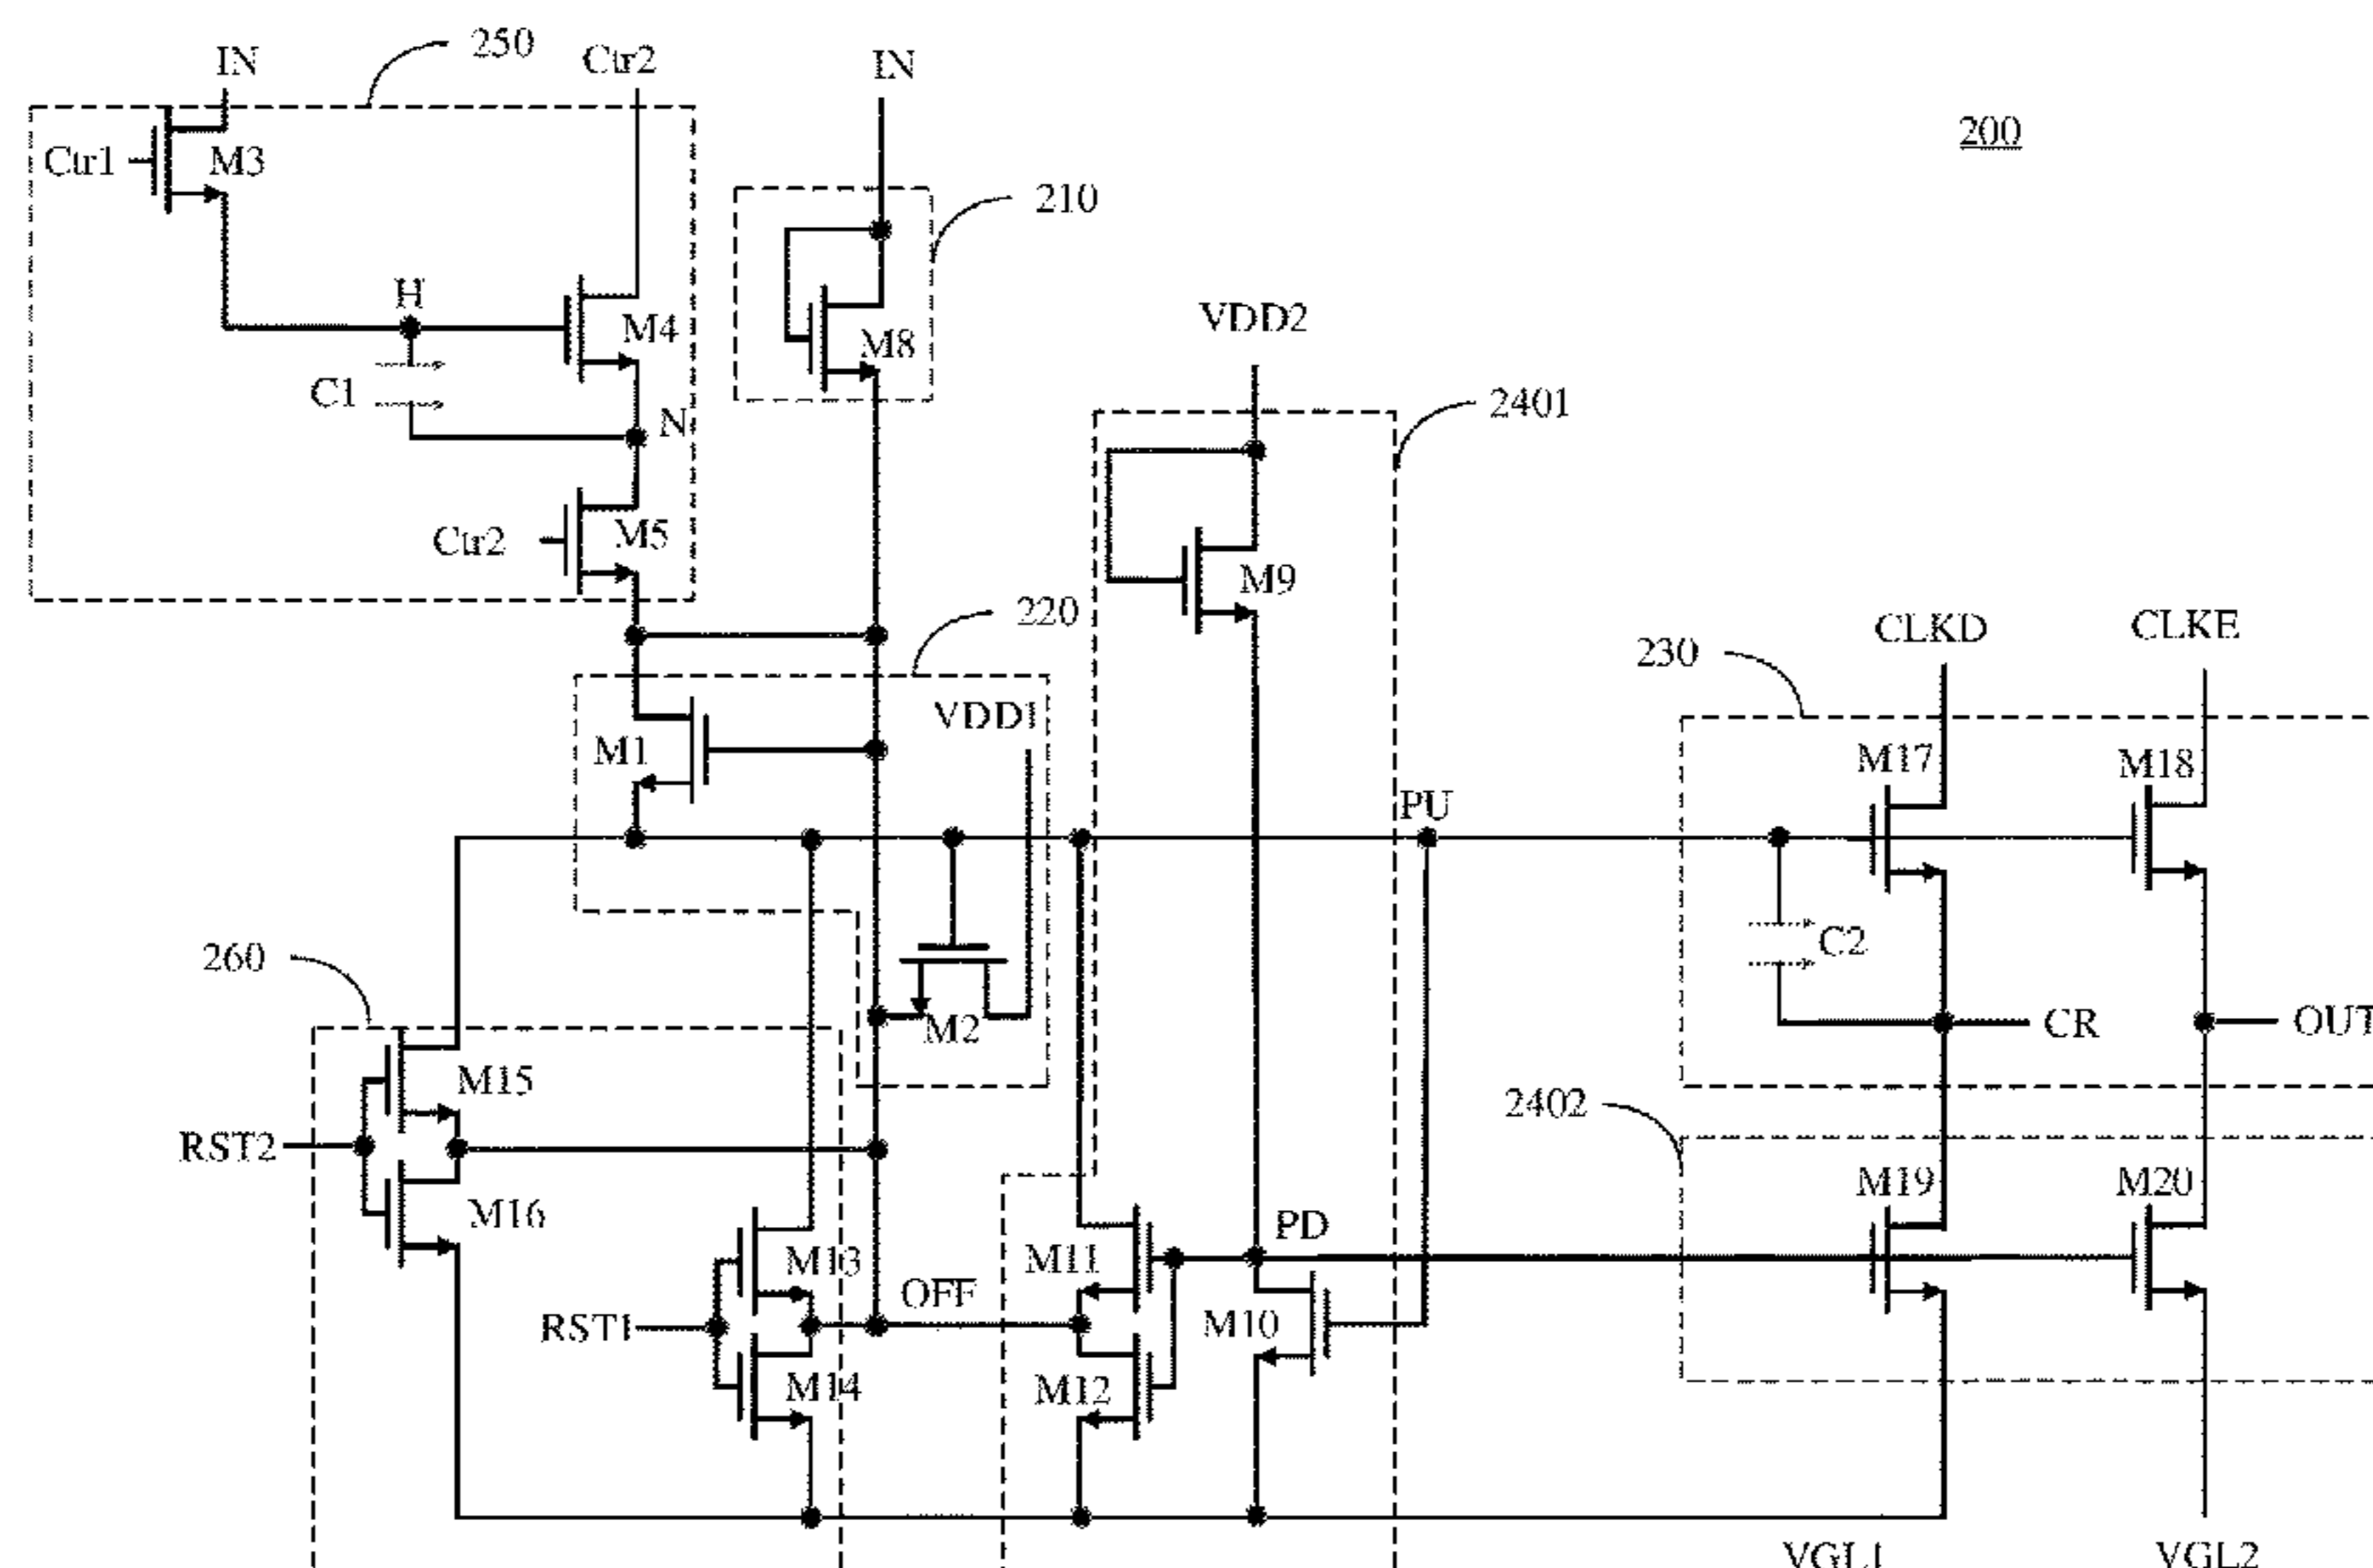 250
IN
Ctr2
IN
200
Ctr1
M3
210
H
M4
M8
VDD2
C1
N
2401
Ctr2
M5
M9
220
CLKD
CLKE
230
VDD1
M1
M17
M18
PU
260
C2
M2
CR
OUT
M15
2402
RST2
M16
M19
M20
PD
M13
M11
OFF
RST1
M10
M14
M12
VGL1
VGL2